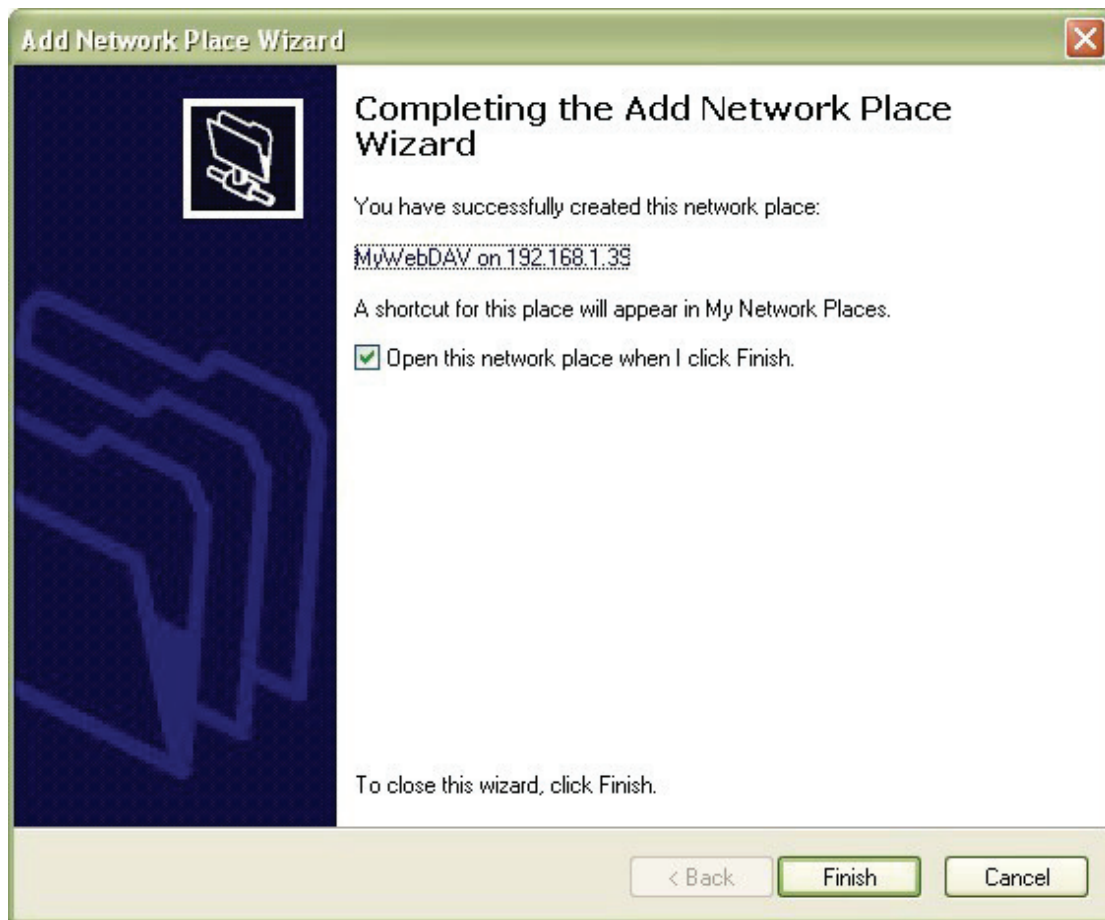 Add Network Place Wizard
Completing the Add Network Place
Wizard
You have successfully created this network place:
MyWebDAV on 192.168.1.39
A shortcut for this place will appear in My Network Places.
Open this network place when I click Finish.
To close this wizard, click Finish.
< Back
Finish
Cancel